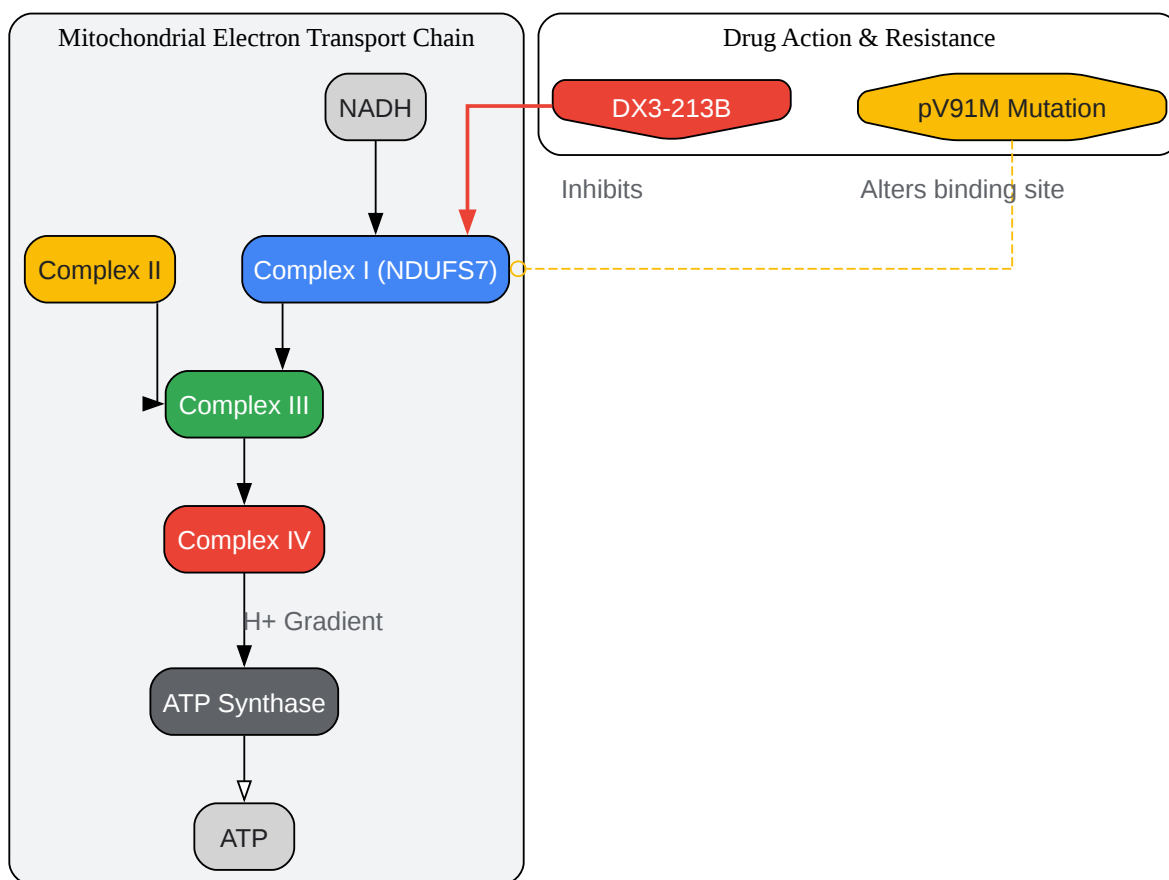 Mitochondrial Electron Transport Chain
Drug Action & Resistance
NADH
DX3-213B
pV91M Mutation
Inhibits
Alters binding site
Complex II
Complex I (NDUFS7)
Complex III
Complex IV
H+ Gradient
ATP Synthase
ATP